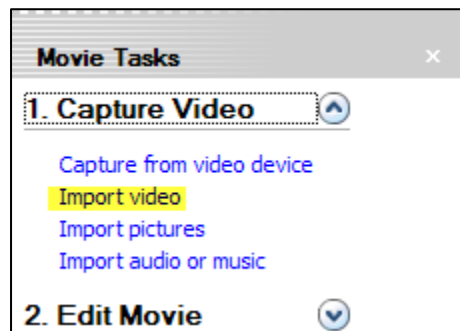 Movie Tasks
1. Capture Video
Capture from video device
Import video
Import pictures
Import audio or music
2. Edit Movie